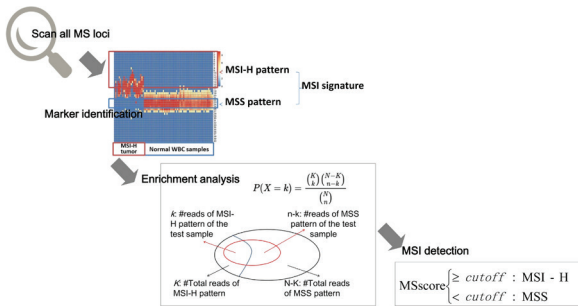 Scan all MS loci
MSI-H pattern
MSI signature
MSS pattern
Marker identification
MSI-H
tumor
Normal WBC samples
Enrichment analysis
P(X = k) = \frac{\binom{K}{k}\binom{N-K}{n-k}}{\binom{N}{n}}
k: #reads of MSI-
H pattern of the
test sample
n-k: #reads of MSS
pattern of the test
sample
K: #Total reads of
MSI-H pattern
N-K: #Total reads
of MSS pattern
MSI detection
MSscore { ≥ cutoff : MSI - H
< cutoff : MSS